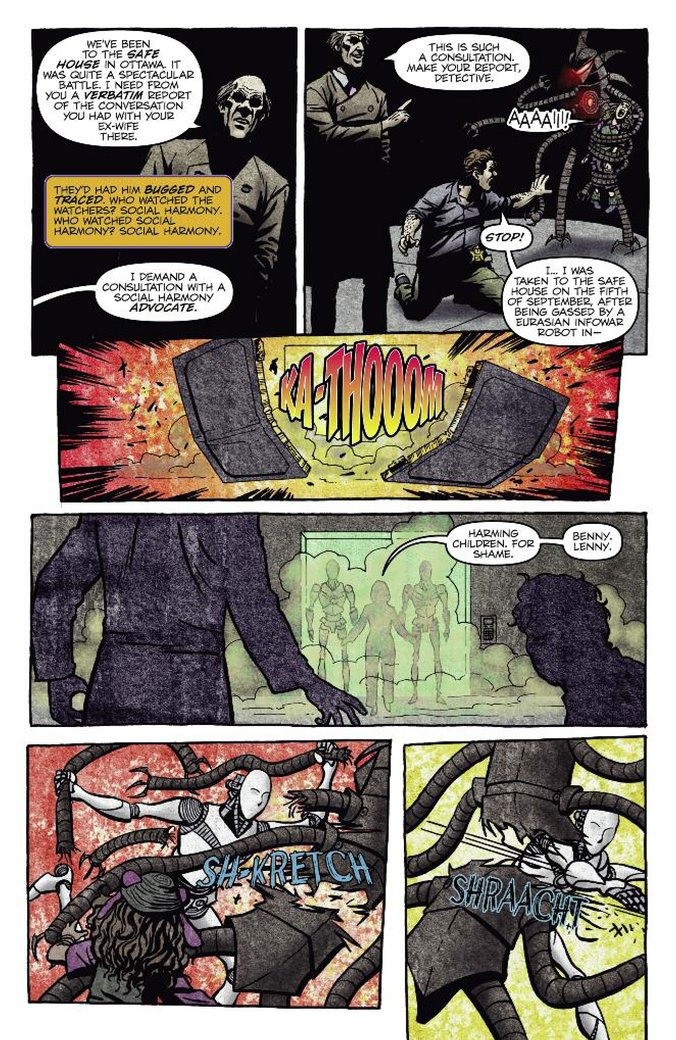 WE'VE BEEN
TO THE SAFE
HOUSE IN OTTAWA. IT
WAS QUITE A SPECTACULAR
BATTLE. I NEED FROM
YOU A VERBATIM REPORT
OF THE CONVERSATION
YOU HAD WITH YOUR
EX-WIFE
THERE.
THEY'D HAD HIM BUGGED AND
TRACED. WHO WATCHED THE
WATCHERS? SOCIAL HARMONY.
WHO WATCHED SOCIAL
HARMONY? SOCIAL HARMONY.
I DEMAND A
CONSULTATION WITH A
SOCIAL HARMONY
ADVOCATE.
THIS IS SUCH
A CONSULTATION.
MAKE YOUR REPORT,
DETECTIVE.
AAAAIII!
STOP!
I... I WAS
TAKEN TO THE SAFE
HOUSE ON THE FIFTH
OF SEPTEMBER, AFTER
BEING GASSED BY A
EURASIAN INFOWAR
ROBOT IN—
KA-THOOOM
HARMING
CHILDREN. FOR
SHAME.
BENNY.
LENNY.
SH-KRETCH
SHRAACHT